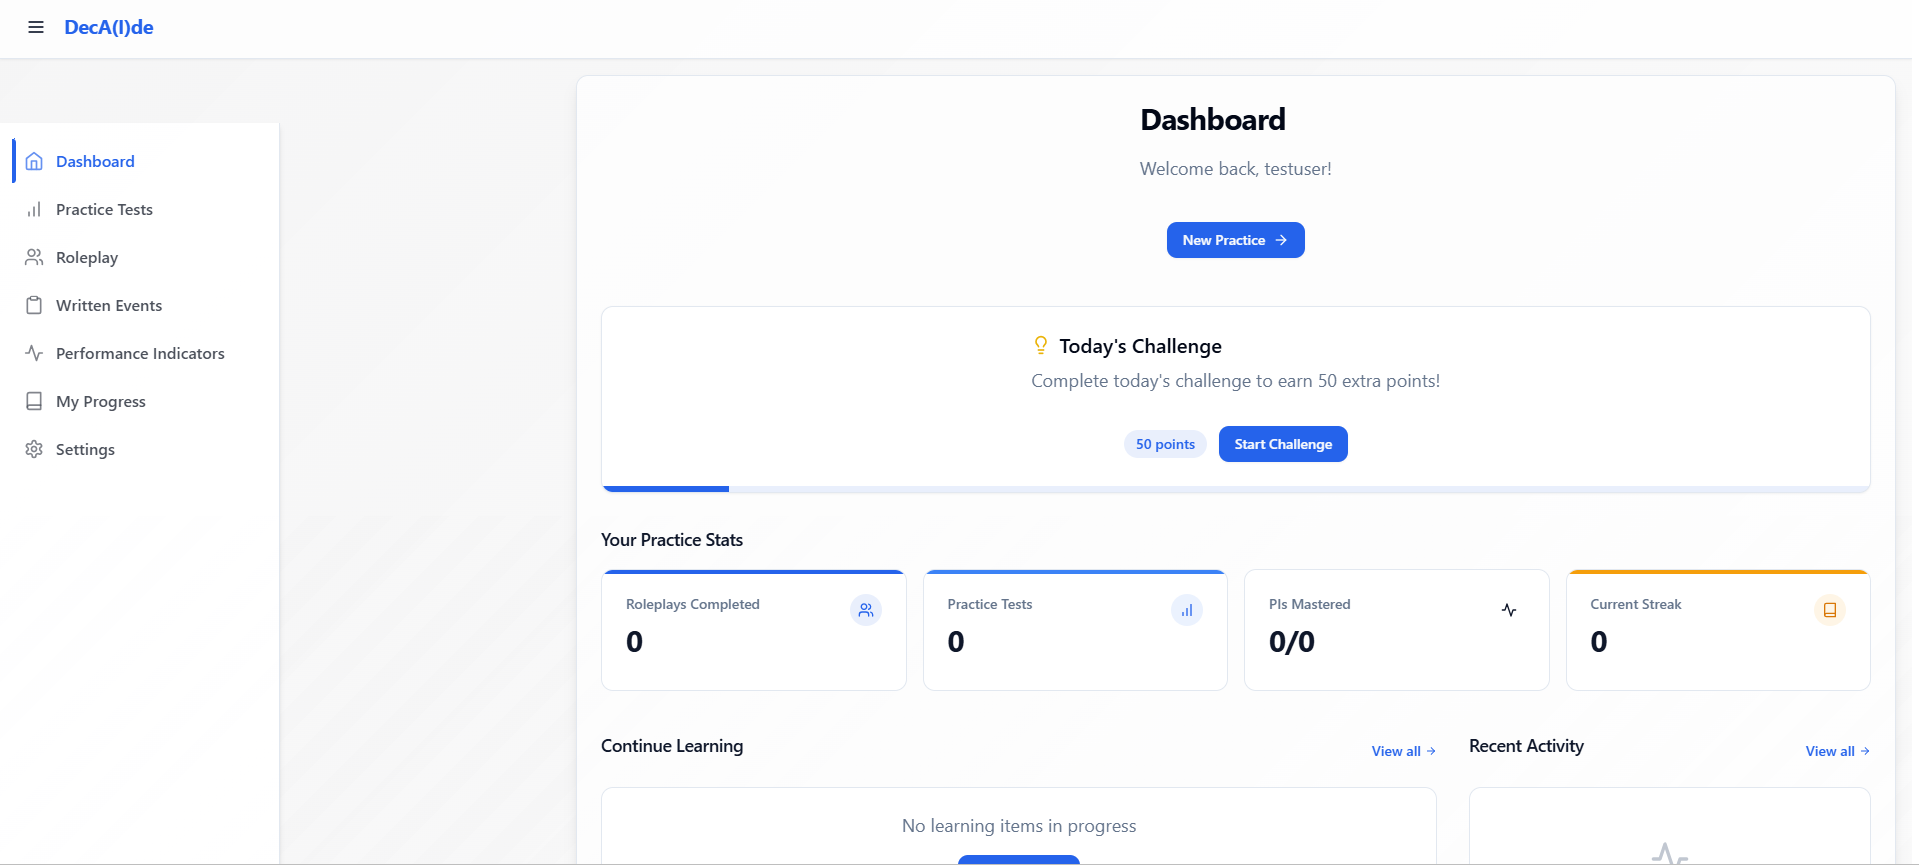 DecA(I)de
Dashboard
Practice Tests
Roleplay
Written Events
Performance Indicators
My Progress
Settings
Dashboard
Welcome back, testuser!
New Practice
Today's Challenge
Complete today's challenge to earn 50 extra points!
50 points
Start Challenge
Your Practice Stats
Roleplays Completed
0
Practice Tests
0
PIs Mastered
0/0
Current Streak
0
Continue Learning
View all
No learning items in progress
Recent Activity
View all